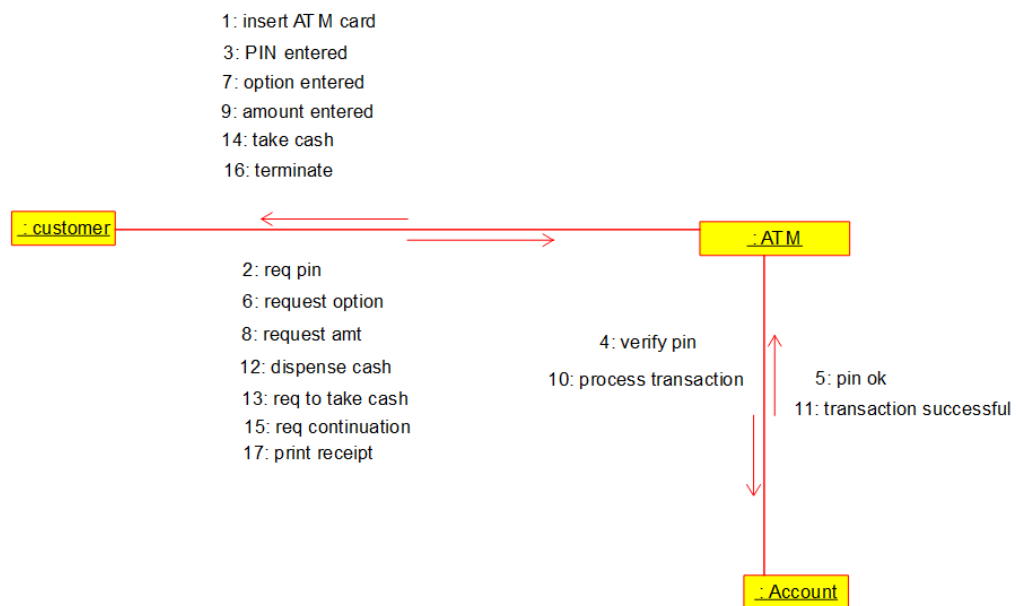 1: insert ATM card
3: PIN entered
7: option entered
9: amount entered
14: take cash
16: terminate
: customer
: ATM
2: req pin
6: request option
8: request amt
12: dispense cash
13: req to take cash
15: req continuation
17: print receipt
4: verify pin
10: process transaction
5: pin ok
11: transaction successful
: Account